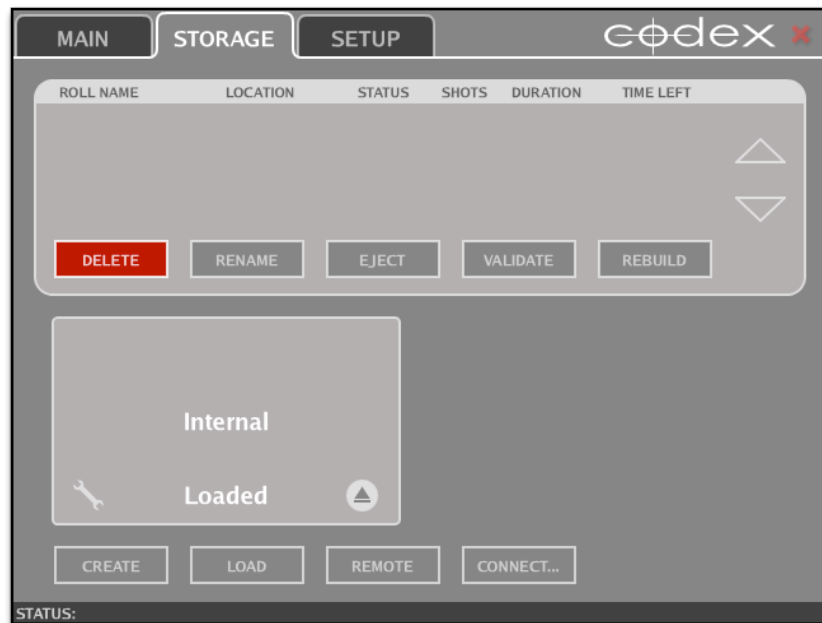 MAIN STORAGE SETUP codex
ROLL NAME LOCATION STATUS SHOTS DURATION TIME LEFT
DELETE RENAME EJECT VALIDATE REBUILD
Internal
Loaded
CREATE LOAD REMOTE CONNECT...
STATUS: